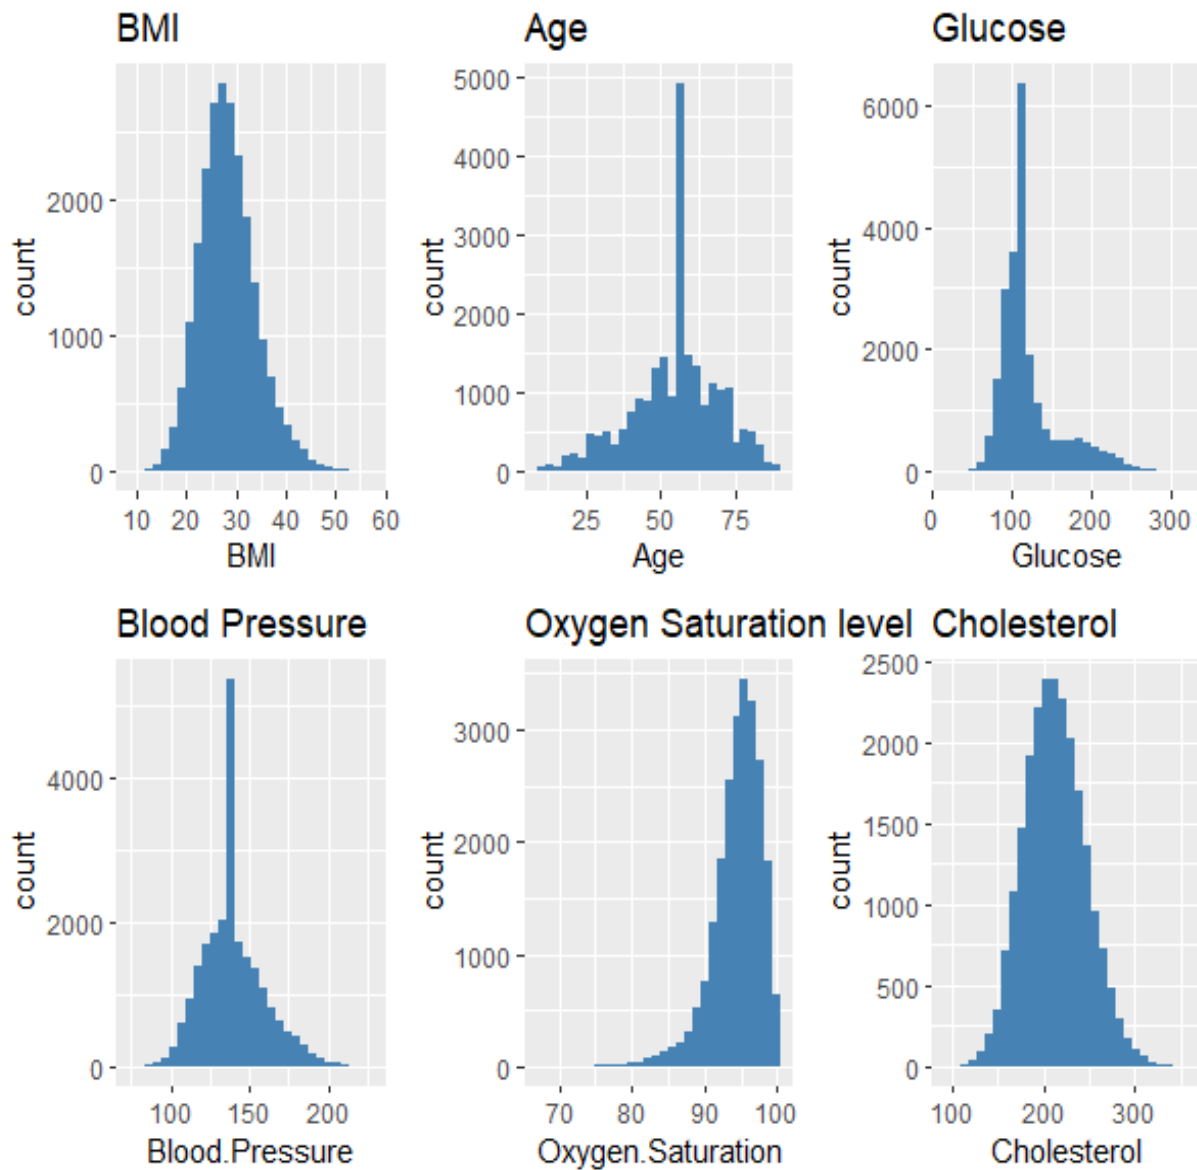 BMI
count
2000
1000
0
10 20 30 40 50 60
BMI
Age
count
5000
4000
3000
2000
1000
0
25 50 75
Age
Glucose
count
6000
4000
2000
0
0 100 200 300
Glucose
Blood Pressure
count
4000
2000
0
100 150 200
Blood.Pressure
Oxygen Saturation level
count
3000
2000
1000
0
70 80 90 100
Oxygen.Saturation
Cholesterol
count
2500
2000
1500
1000
500
0
100 200 300
Cholesterol